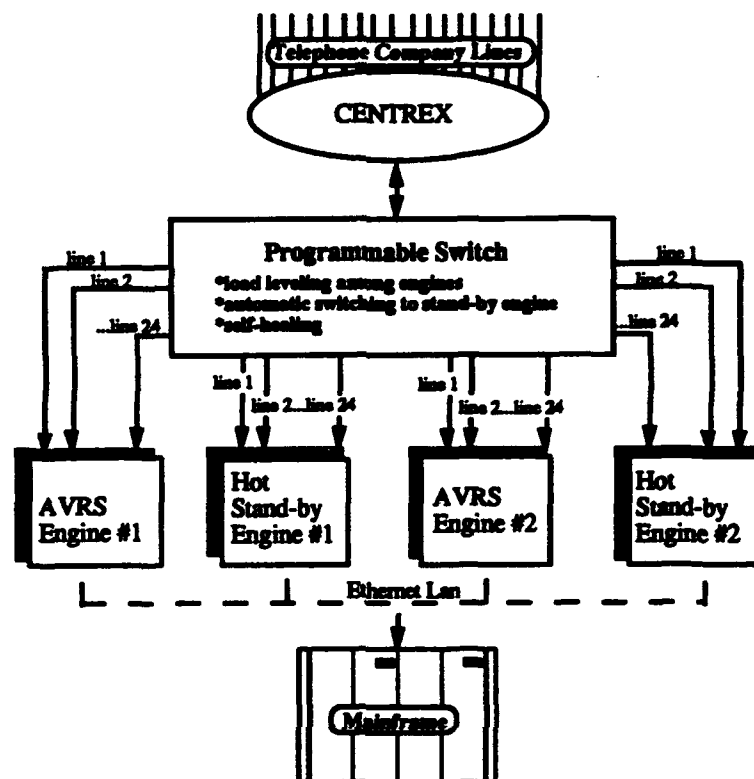 Telephone Company Lines
CENTREX
Programmable Switch
*load leveling among engines
*automatic switching to stand-by engine
*self-healing
line 1
line 2
...line 24
line 1
line 2
...line 24
line 1
line 2...line 24
line 1
line 2...line 24
AVRS
Engine #1
Hot
Stand-by
Engine #1
AVRS
Engine #2
Hot
Stand-by
Engine #2
Ethernet Lan
Mainframe